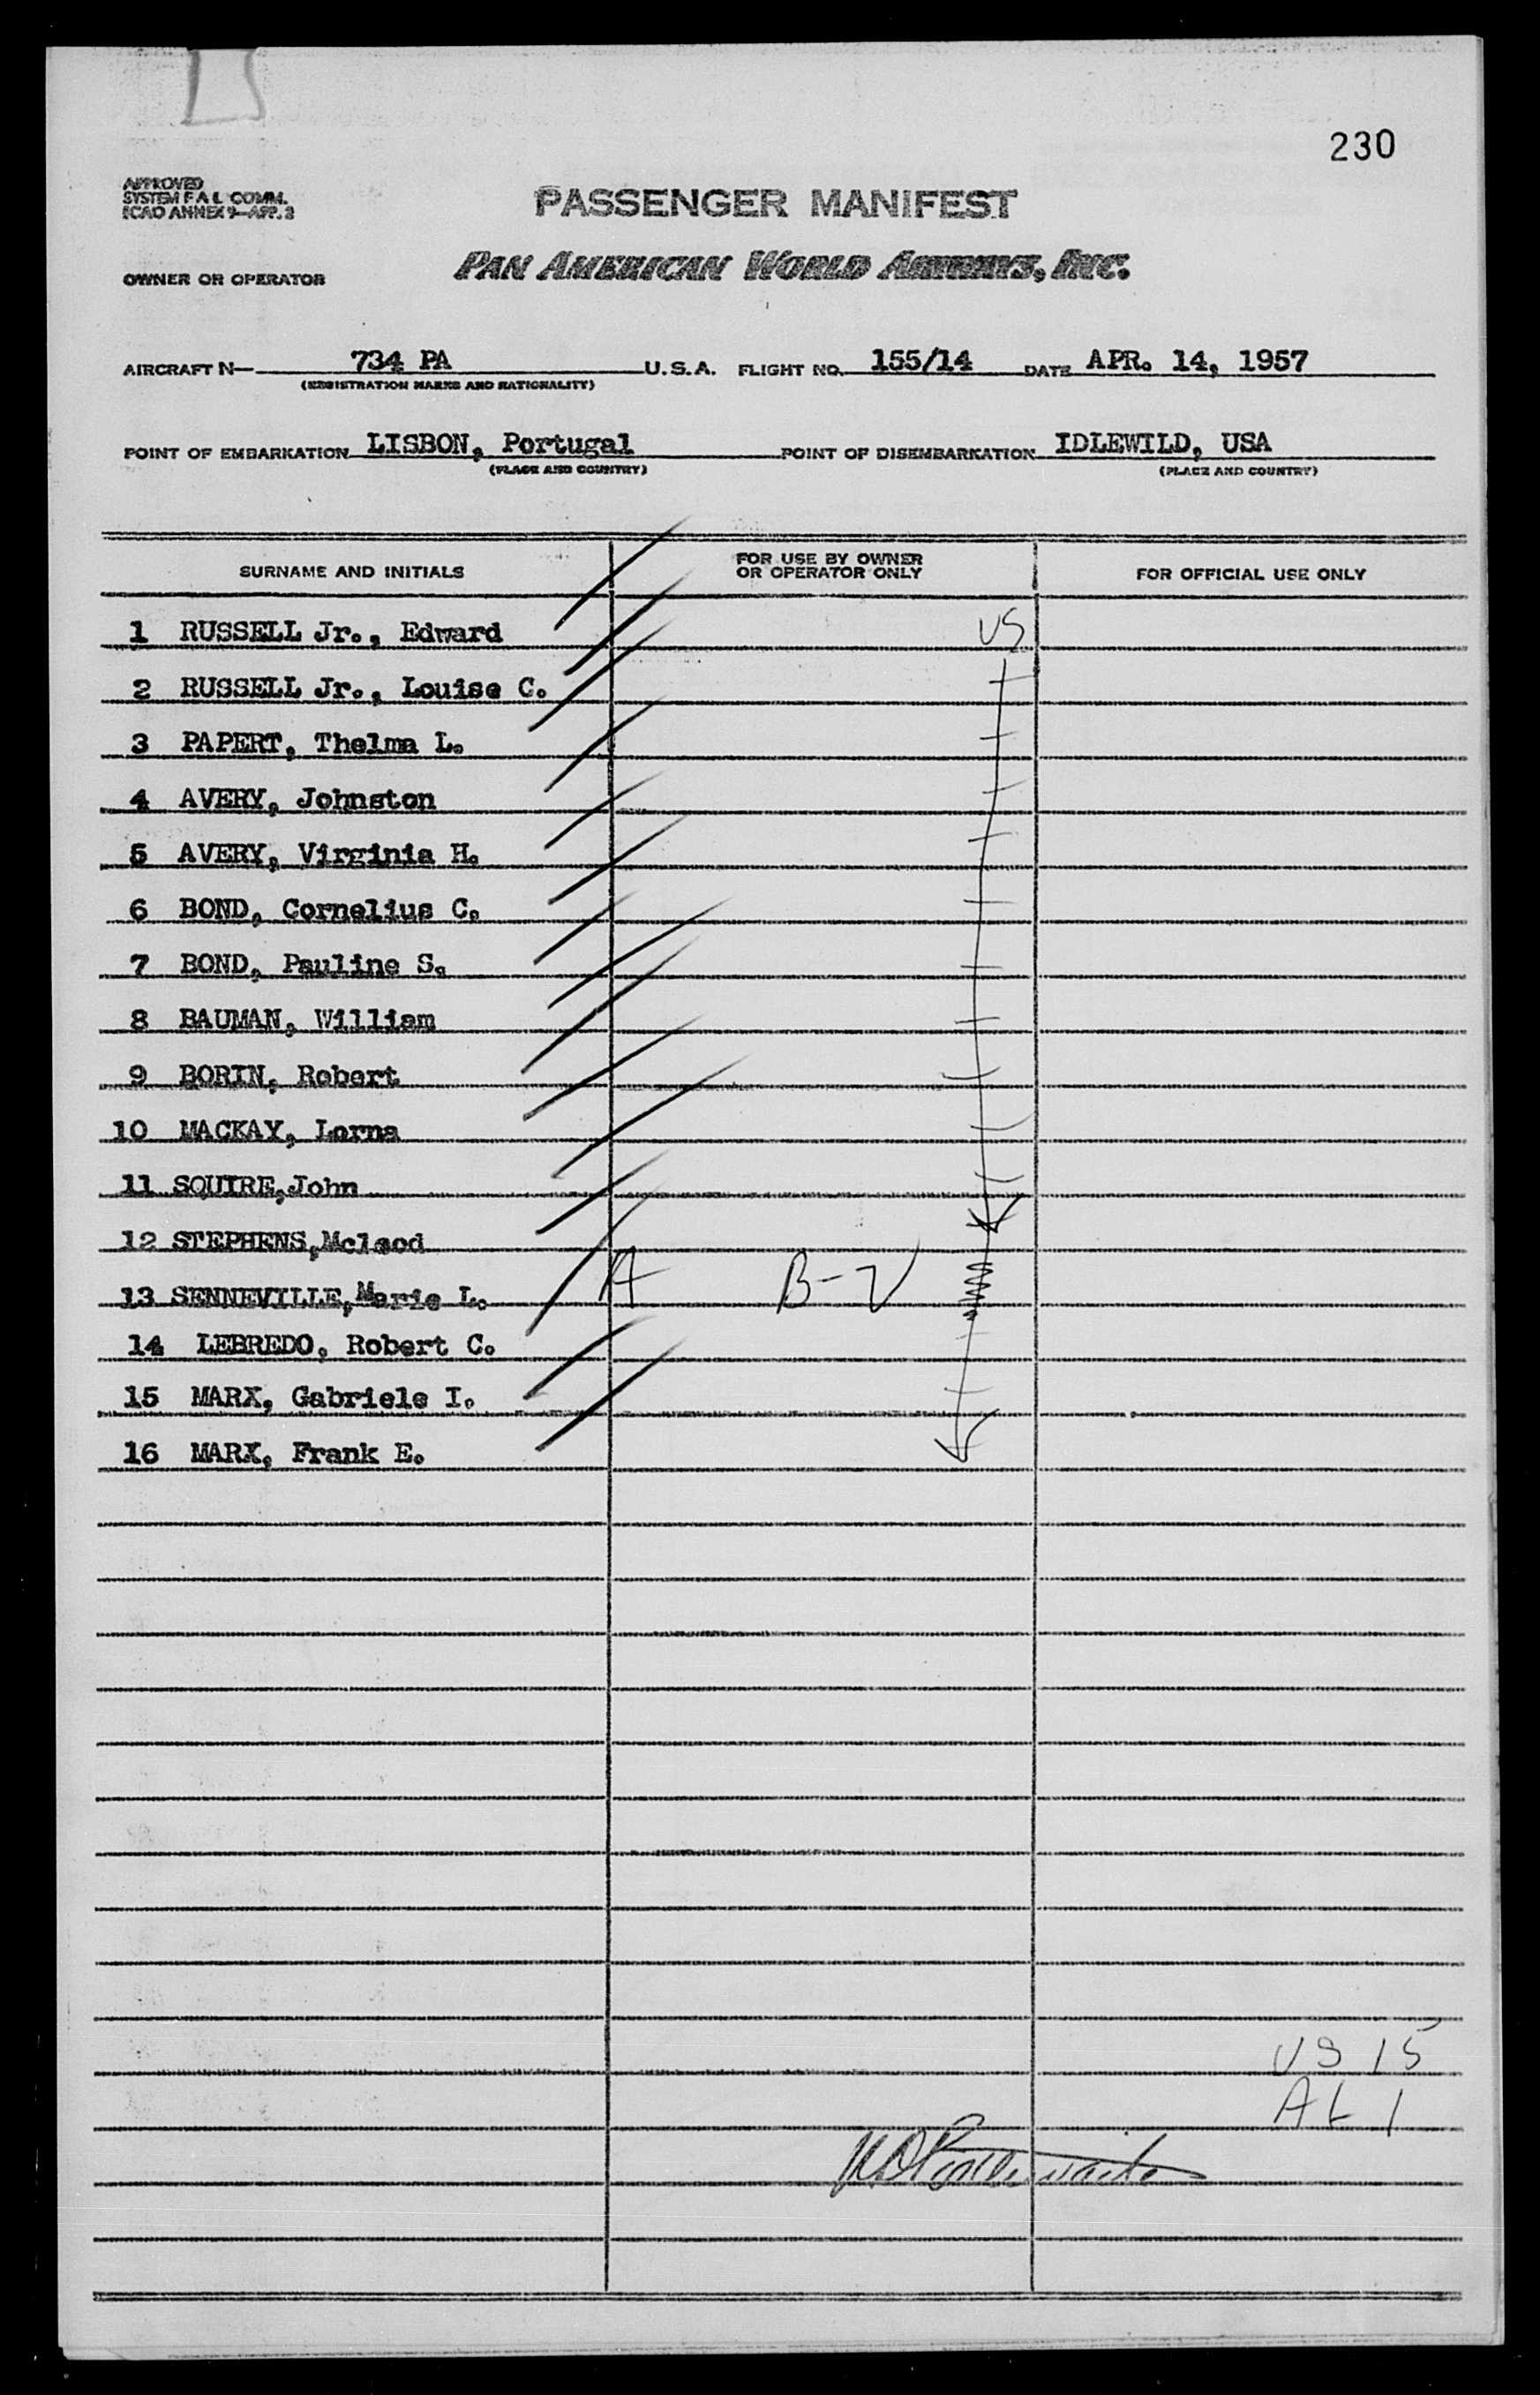 230
APPROVED
SYSTEM F A L COMM.
ICAO ANNEX 9—APP. 3
PASSENGER MANIFEST
OWNER OR OPERATOR
PAN AMERICAN WORLD AIRWAYS, INC.
AIRCRAFT N— 734 PA U.S.A. FLIGHT NO. 155/14 DATE APR. 14, 1957
(REGISTRATION MARKS AND NATIONALITY)
POINT OF EMBARKATION LISBON, Portugal POINT OF DISEMBARKATION IDLEWILD, USA
(PLACE AND COUNTRY) (PLACE AND COUNTRY)
SURNAME AND INITIALS FOR USE BY OWNER OR OPERATOR ONLY FOR OFFICIAL USE ONLY
1 RUSSELL Jr., Edward US
2 RUSSELL Jr., Louise C.
3 PAPERT, Thelma L.
4 AVERY, Johnston
5 AVERY, Virginia H.
6 BOND, Cornelius C.
7 BOND, Pauline S.
8 BAUMAN, William
9 BORIN, Robert
10 MACKAY, Lorna
11 SQUIRE,John
12 STEPHENS,Mcleod
13 SENNEVILLE,Marie L. A B-2
14 LEBREDO, Robert C.
15 MARX, Gabriele I.
16 MARX, Frank E.
US 15
AL 1